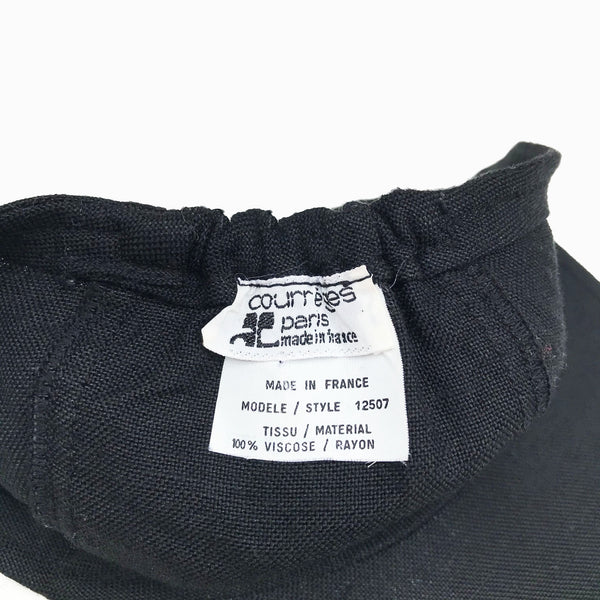 courrèges
paris
made in france
MADE IN FRANCE
MODELE / STYLE 12507
TISSU / MATERIAL
100% VISCOSE / RAYON